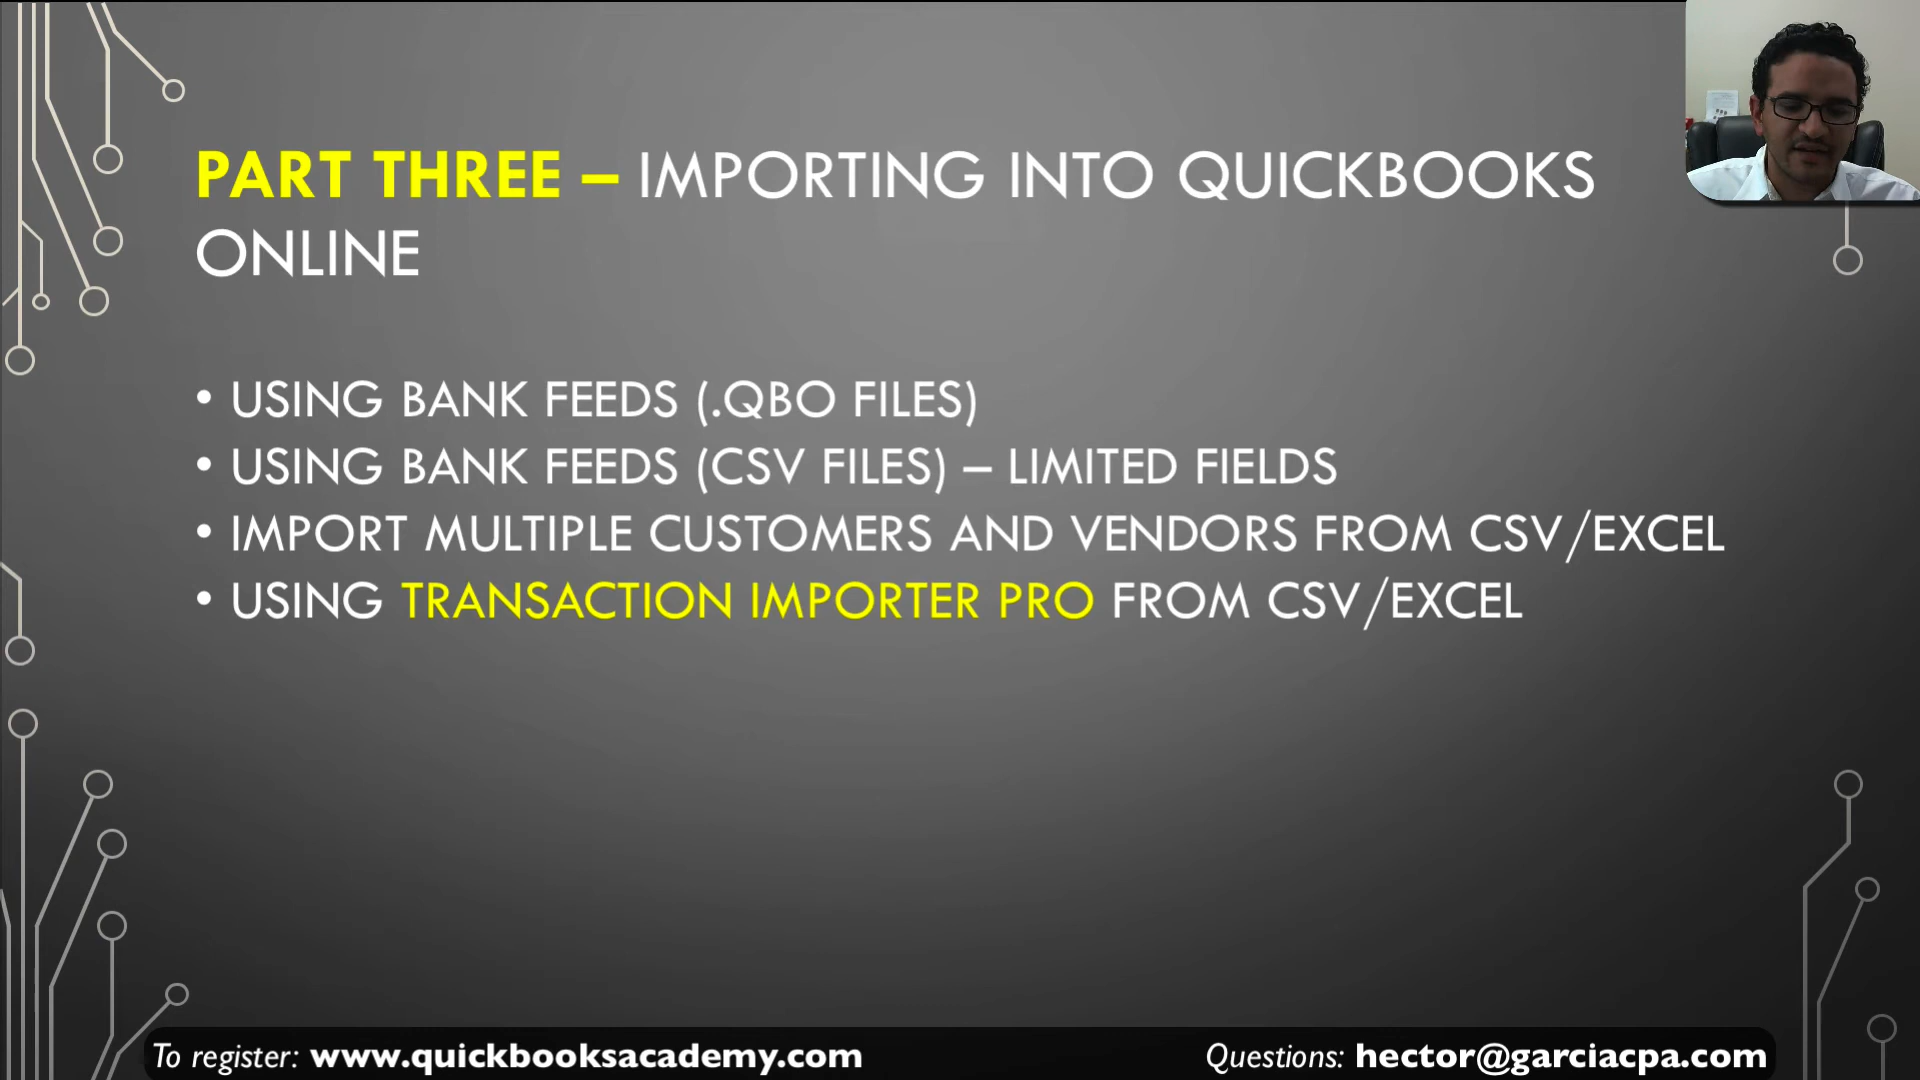 PART THREE – IMPORTING INTO QUICKBOOKS
ONLINE
• USING BANK FEEDS (.QBO FILES)
• USING BANK FEEDS (CSV FILES) – LIMITED FIELDS
• IMPORT MULTIPLE CUSTOMERS AND VENDORS FROM CSV/EXCEL
• USING TRANSACTION IMPORTER PRO FROM CSV/EXCEL
To register: www.quickbooksacademy.com
Questions: hector@garciacpa.com